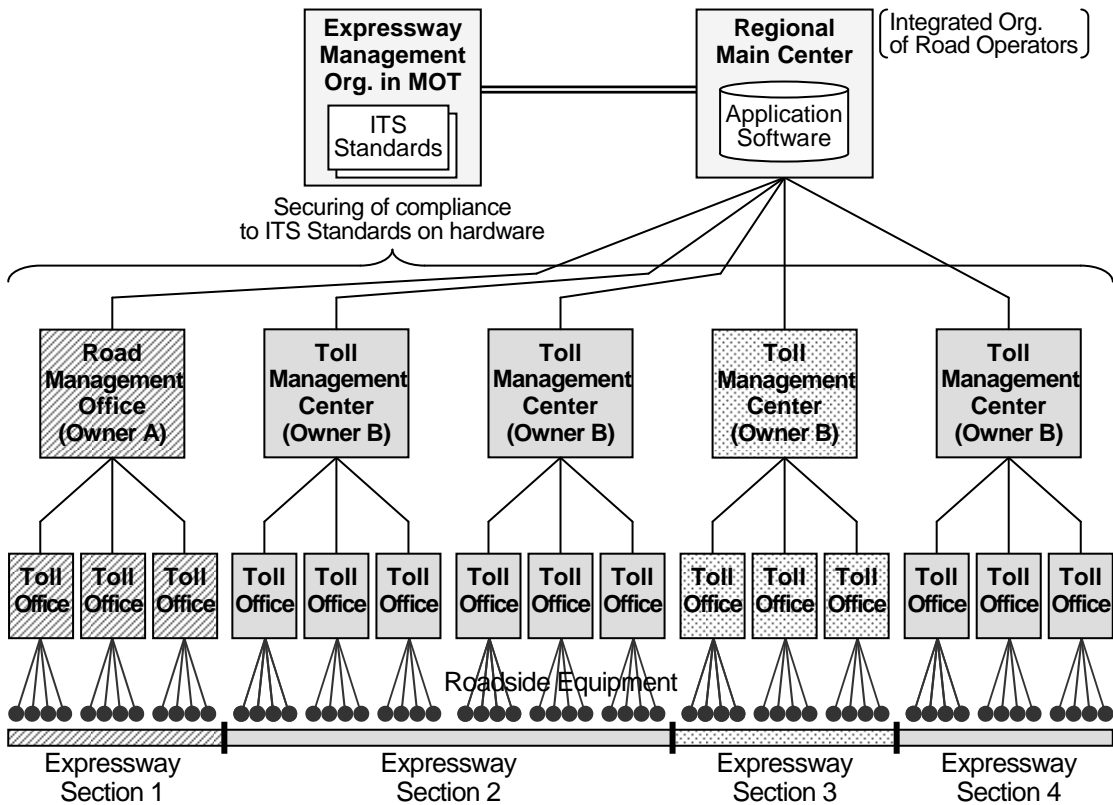 Expressway
Management
Org. in MOT
ITS
Standards
Regional
Main Center
Application
Software
Integrated Org.
of Road Operators
Securing of compliance
to ITS Standards on hardware
Road
Management
Office
(Owner A)
Toll
Management
Center
(Owner B)
Toll
Management
Center
(Owner B)
Toll
Management
Center
(Owner B)
Toll
Management
Center
(Owner B)
Toll
Office
Toll
Office
Toll
Office
Toll
Office
Toll
Office
Toll
Office
Toll
Office
Toll
Office
Toll
Office
Toll
Office
Toll
Office
Toll
Office
Toll
Office
Toll
Office
Toll
Office
Roadside Equipment
Expressway
Section 1
Expressway
Section 2
Expressway
Section 3
Expressway
Section 4